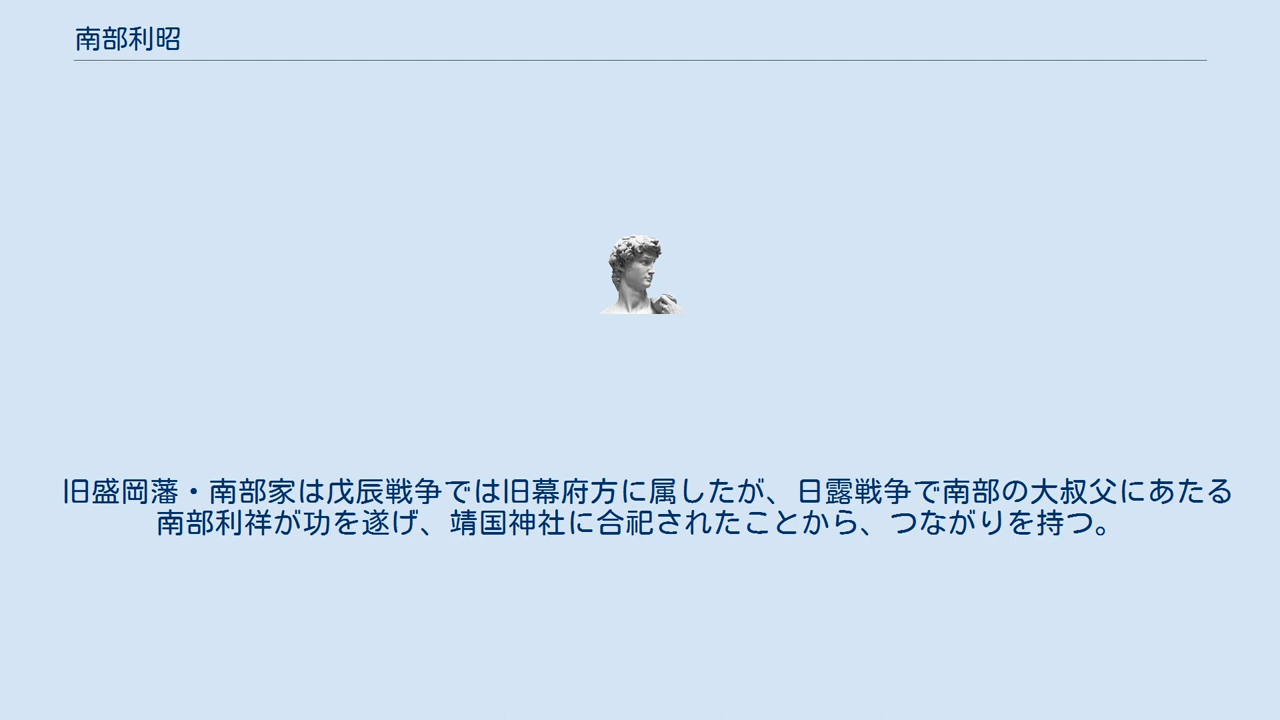 南部利昭
旧盛岡藩・南部家は戊辰戦争では旧幕府方に属したが、日露戦争で南部の大叔父にあたる
南部利祥が功を遂げ、靖国神社に合祀されたことから、つながりを持つ。